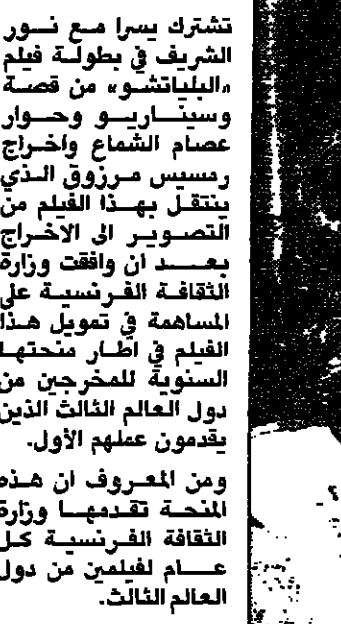 تشترك يسرا مع نور
الشريف في بطولة فيلم
«البلياتشو» من قصة
وسيناريو وحوار
عصام الشماع واخراج
رمسيس مرزوق الذي
ينتقل بهذا الفيلم من
التصوير الى الاخراج
بعد ان وافقت وزارة
الثقافة الفرنسية على
المساهمة في تمويل هذا
الفيلم في اطار منحتها
السنوية للمخرجين من
دول العالم الثالث الذين
يقدمون عملهم الأول.
ومن المعروف ان هذه
المنحة تقدمها وزارة
الثقافة الفرنسية كل
عام لفيلمين من دول
العالم الثالث.